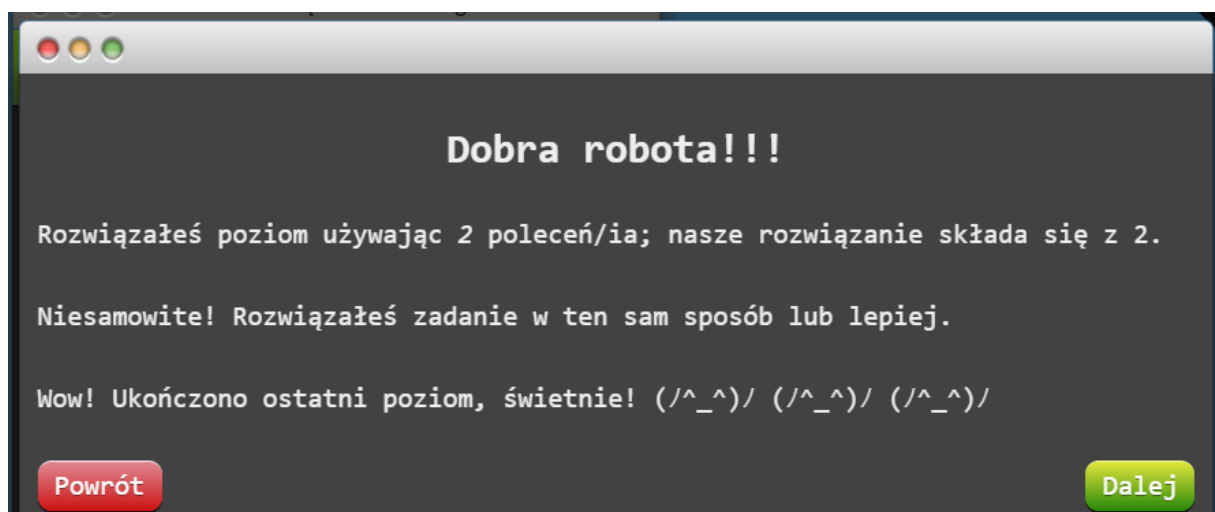 Dobra robota!!!
Rozwiązałeś poziom używając 2 poleceń/ia; nasze rozwiązanie składa się z 2.
Niesamowite! Rozwiązałeś zadanie w ten sam sposób lub lepiej.
Wow! Ukończono ostatni poziom, świetnie! (/^_^)/ (/^_^)/ (/^_^)/
Powrót
Dalej